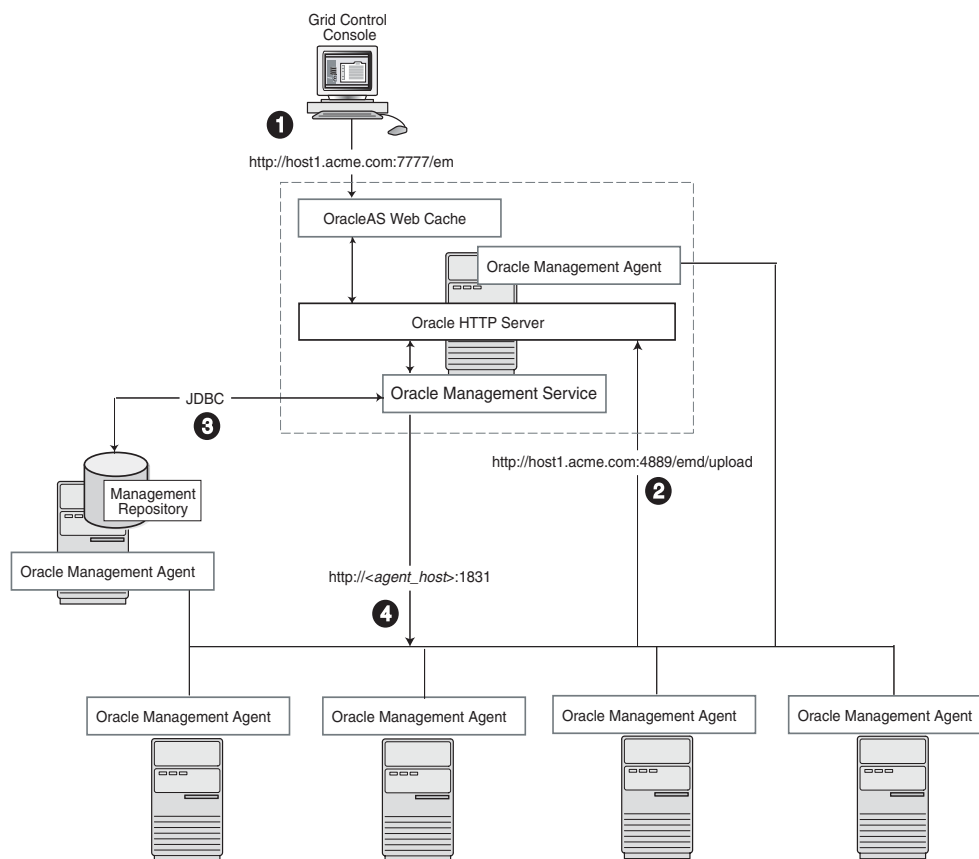 Grid Control
Console
1
http://host1.acme.com:7777/em
OracleAS Web Cache
Oracle Management Agent
Oracle HTTP Server
Oracle Management Service
JDBC
3
http://host1.acme.com:4889/emd/upload
2
Management
Repository
Oracle Management Agent
http://<agent_host>:1831
4
Oracle Management Agent
Oracle Management Agent
Oracle Management Agent
Oracle Management Agent